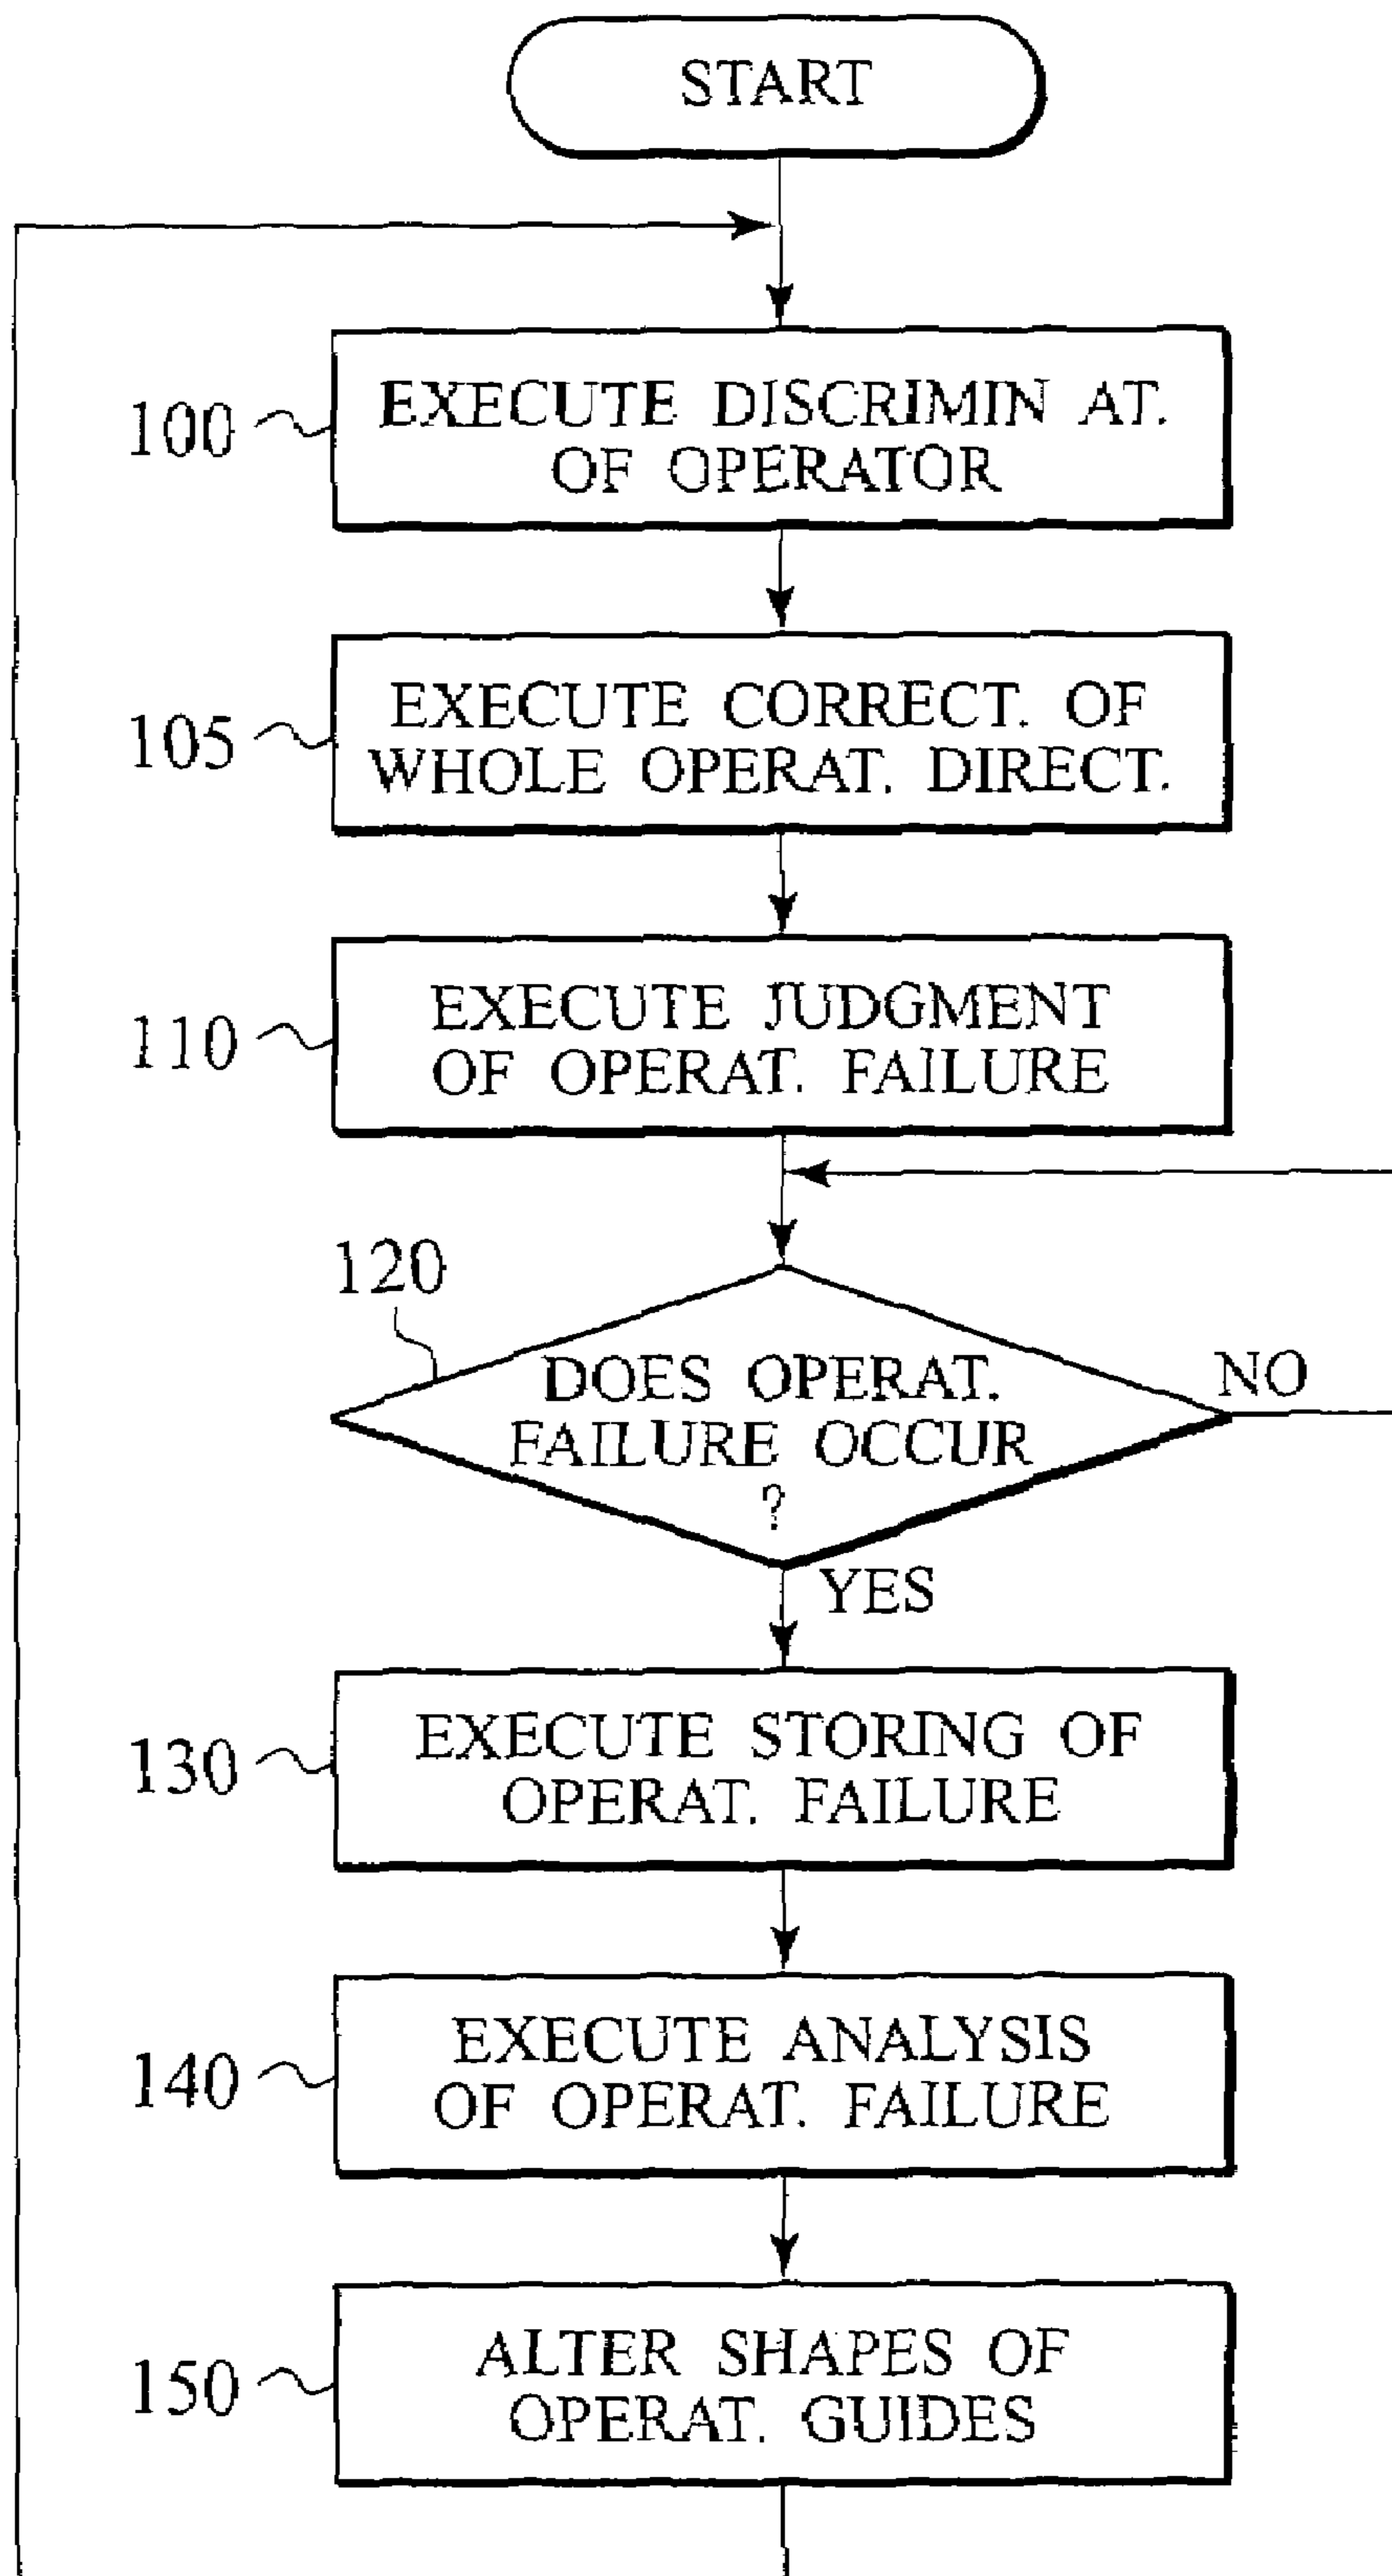 START
100
EXECUTE DISCRIMIN AT.
OF OPERATOR
105
EXECUTE CORRECT. OF
WHOLE OPERAT. DIRECT.
110
EXECUTE JUDGMENT
OF OPERAT. FAILURE
120
DOES OPERAT.
FAILURE OCCUR
?
NO
YES
130
EXECUTE STORING OF
OPERAT. FAILURE
140
EXECUTE ANALYSIS
OF OPERAT. FAILURE
150
ALTER SHAPES OF
OPERAT. GUIDES